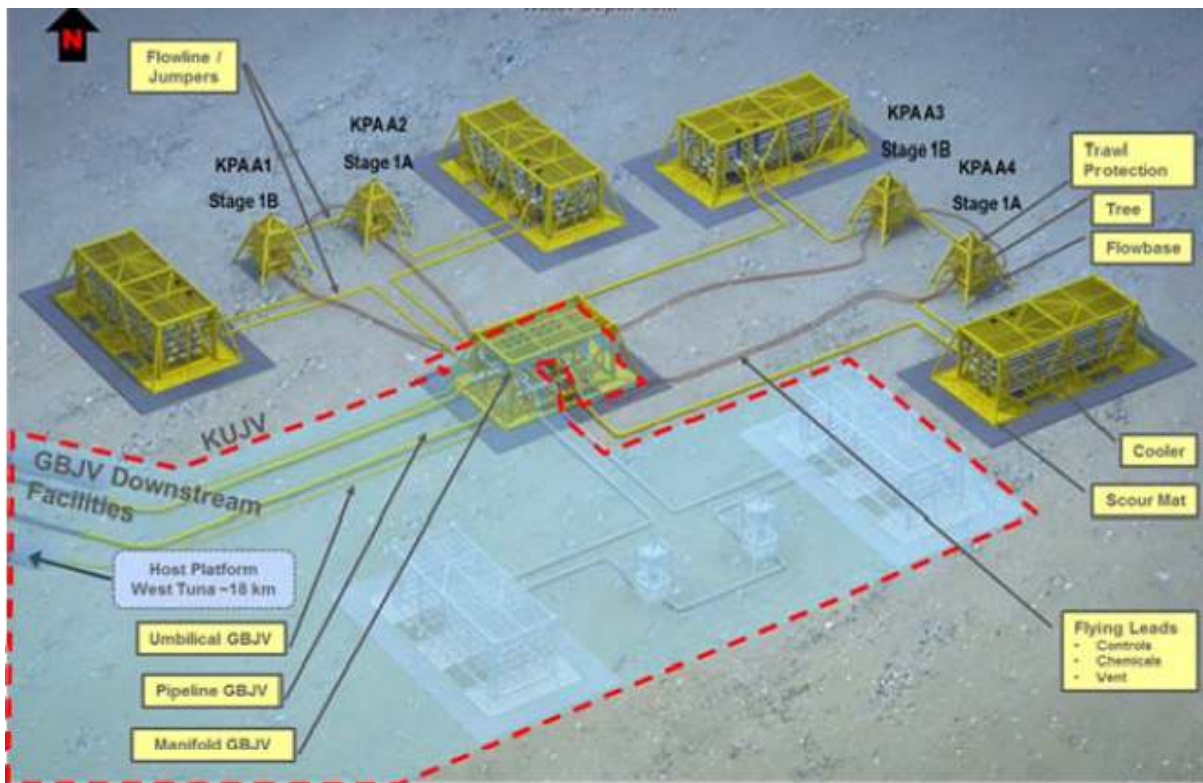 N
Flowline /
Jumpers
KPA A2
Stage 1A
KPA A1
Stage 1B
KPA A3
Stage 1B
KPA A4
Stage 1A
Trawl
Protection
Tree
Flowbase
Cooler
Scour Mat
KUJV
GBJV Downstream
Facilities
Host Platform
West Tuna ~18 km
Umbilical GBJV
Pipeline GBJV
Manifold GBJV
Flying Leads
- Controls
- Chemicals
- Vent